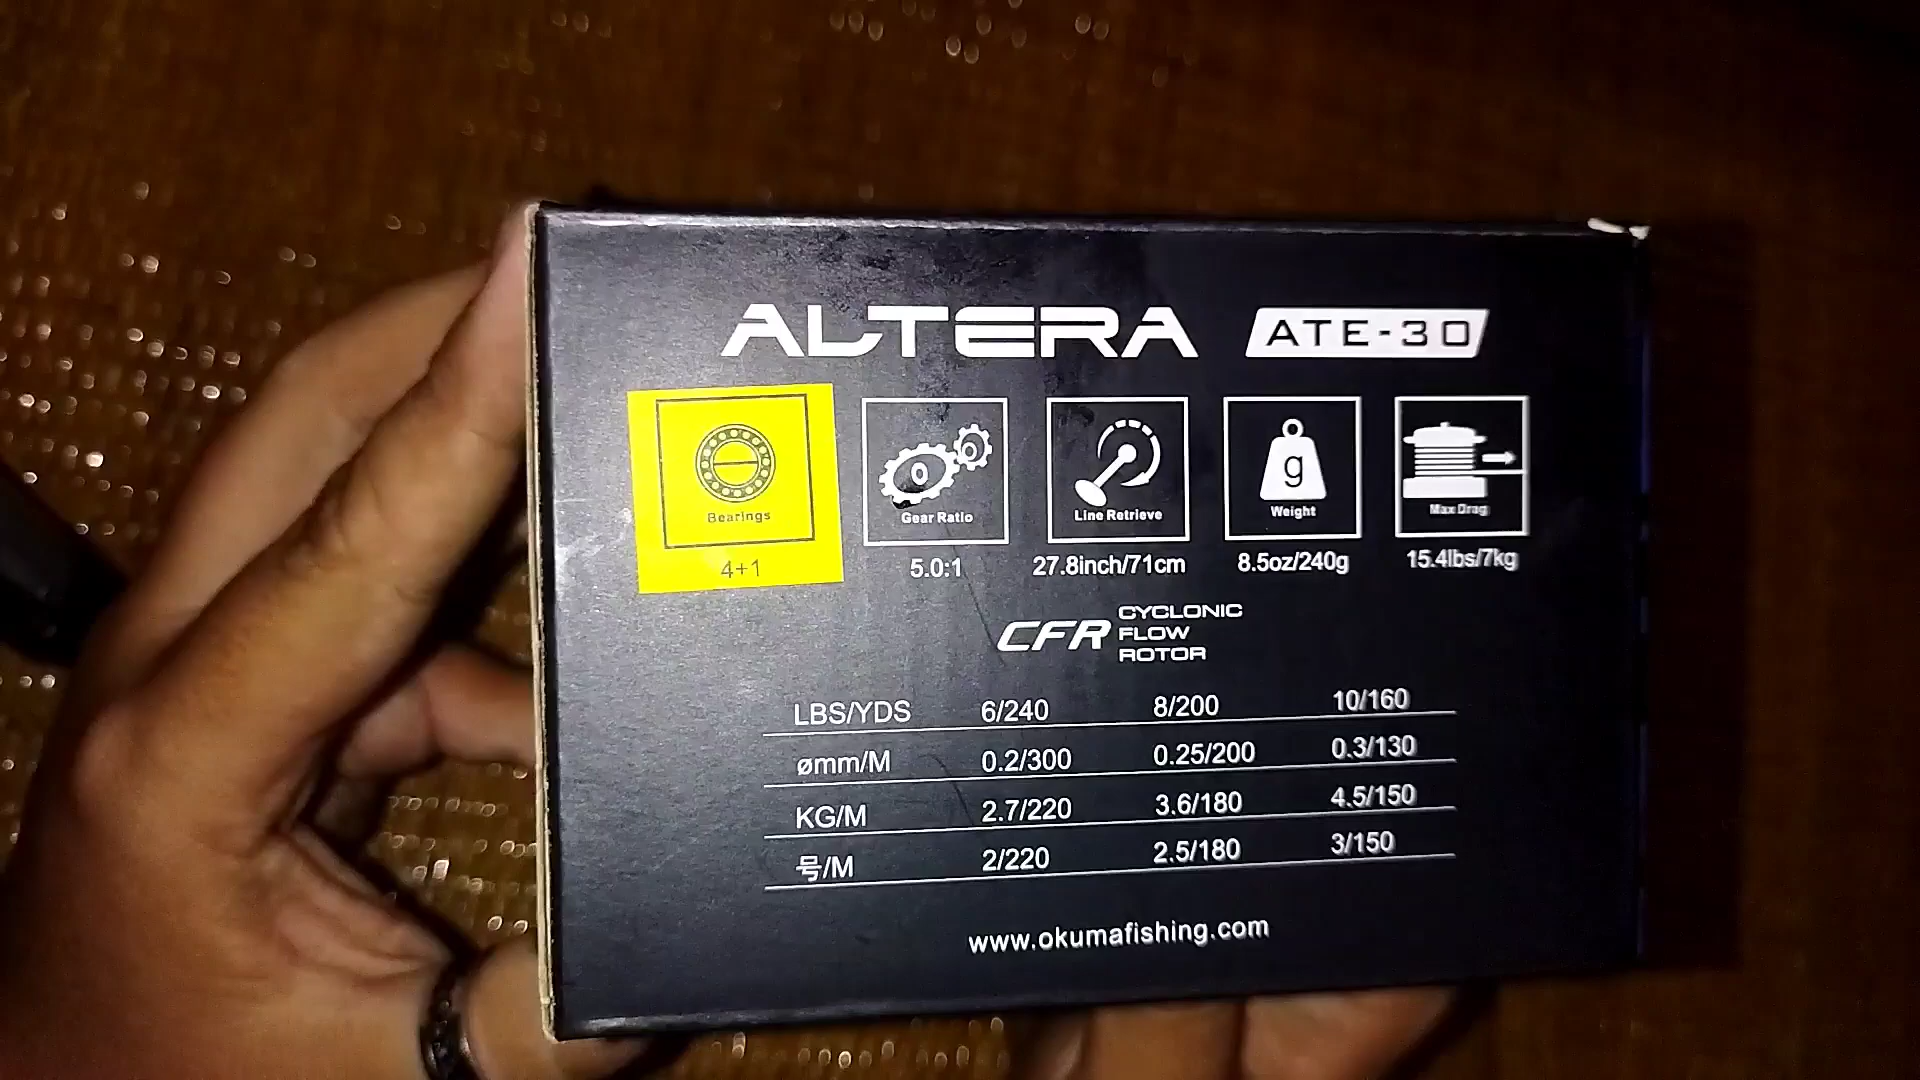 ALTERA ATE-30
Bearings Gear Ratio Line Retrieve g Weight Max Drag
4+1 5.0:1 27.8inch/71cm 8.5oz/240g 15.4lbs/7kg
CFR CYCLONIC
FLOW
ROTOR
LBS/YDS 6/240 8/200 10/160
ømm/M 0.2/300 0.25/200 0.3/130
KG/M 2.7/220 3.6/180 4.5/150
号/M 2/220 2.5/180 3/150
www.okumafishing.com